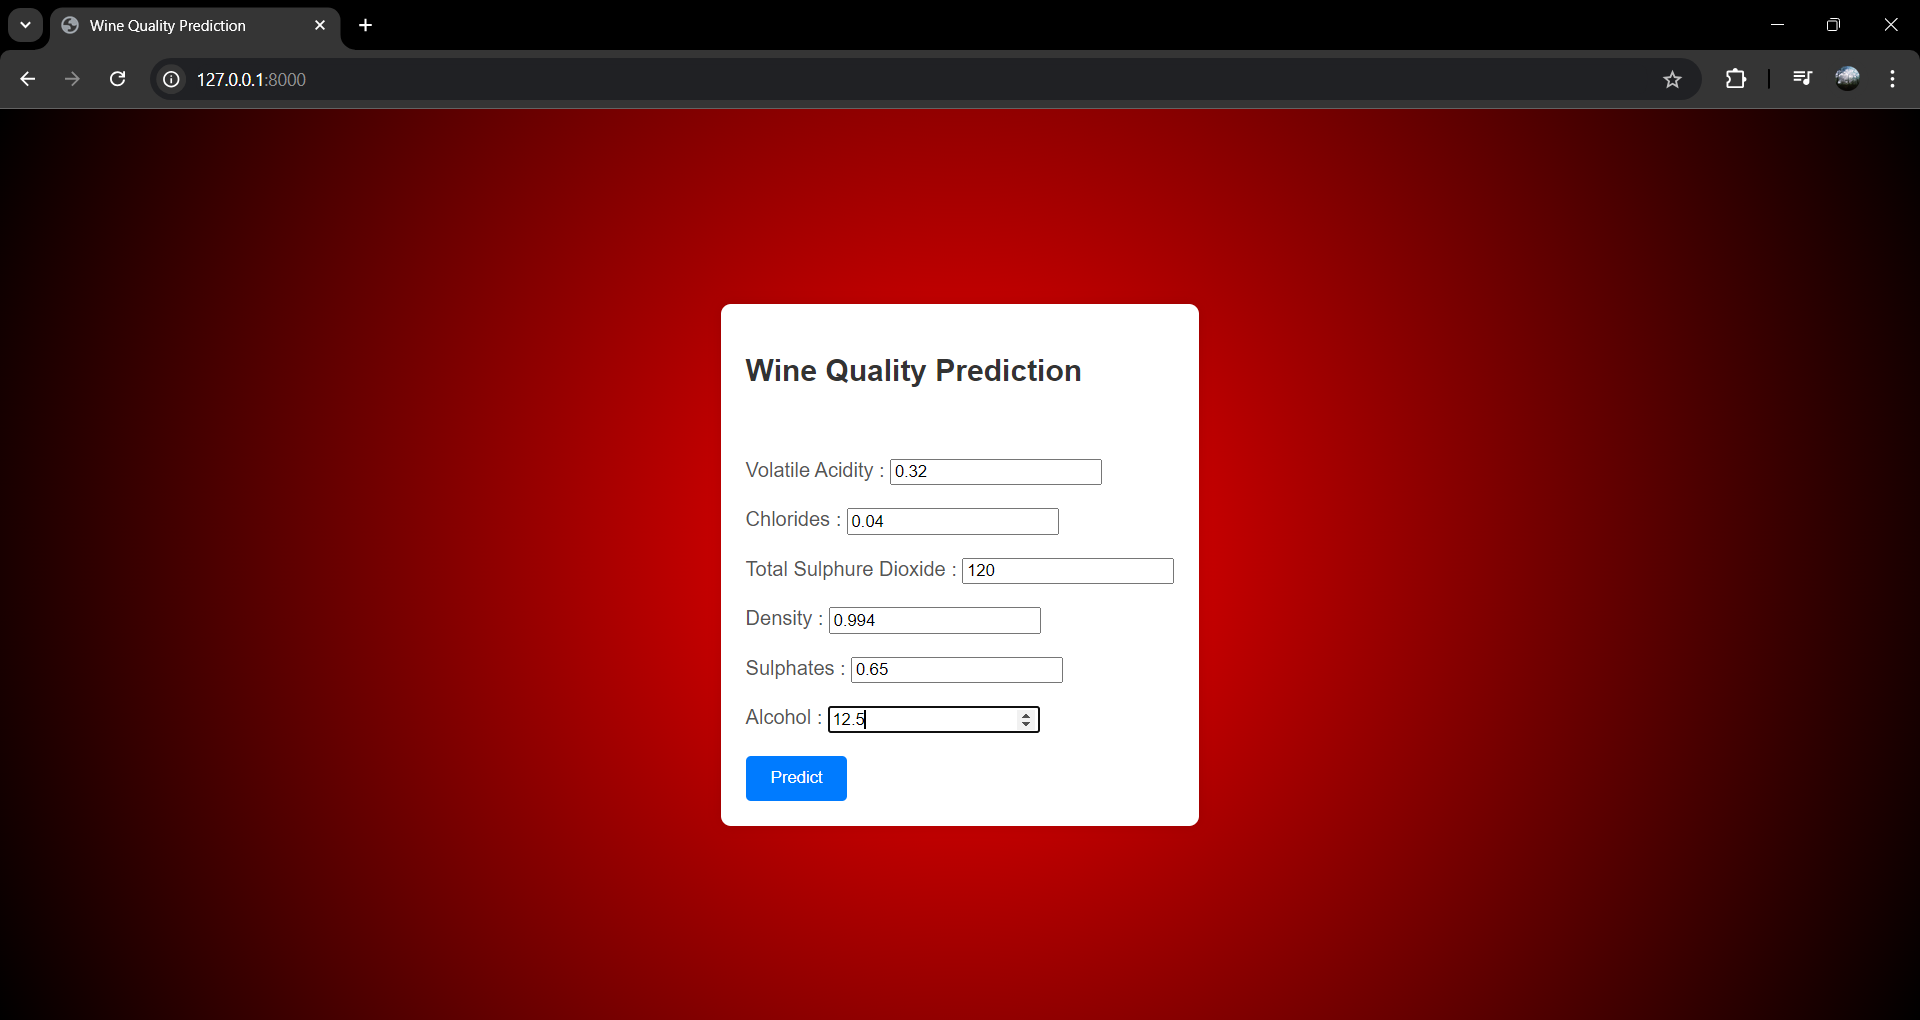 Wine Quality Prediction
127.0.0.1:8000
Wine Quality Prediction
Volatile Acidity : 0.32
Chlorides : 0.04
Total Sulphure Dioxide : 120
Density : 0.994
Sulphates : 0.65
Alcohol : 12.5
Predict